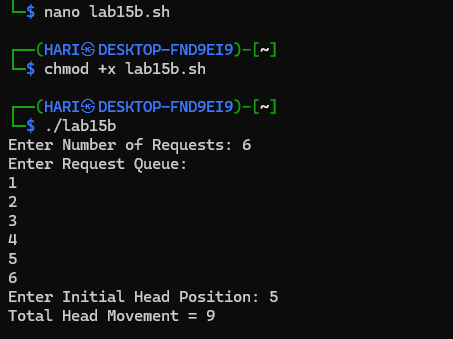 └─$ nano lab15b.sh
┌──(HARI㉿DESKTOP-FND9EI9)-[~]
└─$ chmod +x lab15b.sh
┌──(HARI㉿DESKTOP-FND9EI9)-[~]
└─$ ./lab15b
Enter Number of Requests: 6
Enter Request Queue:
1
2
3
4
5
6
Enter Initial Head Position: 5
Total Head Movement = 9